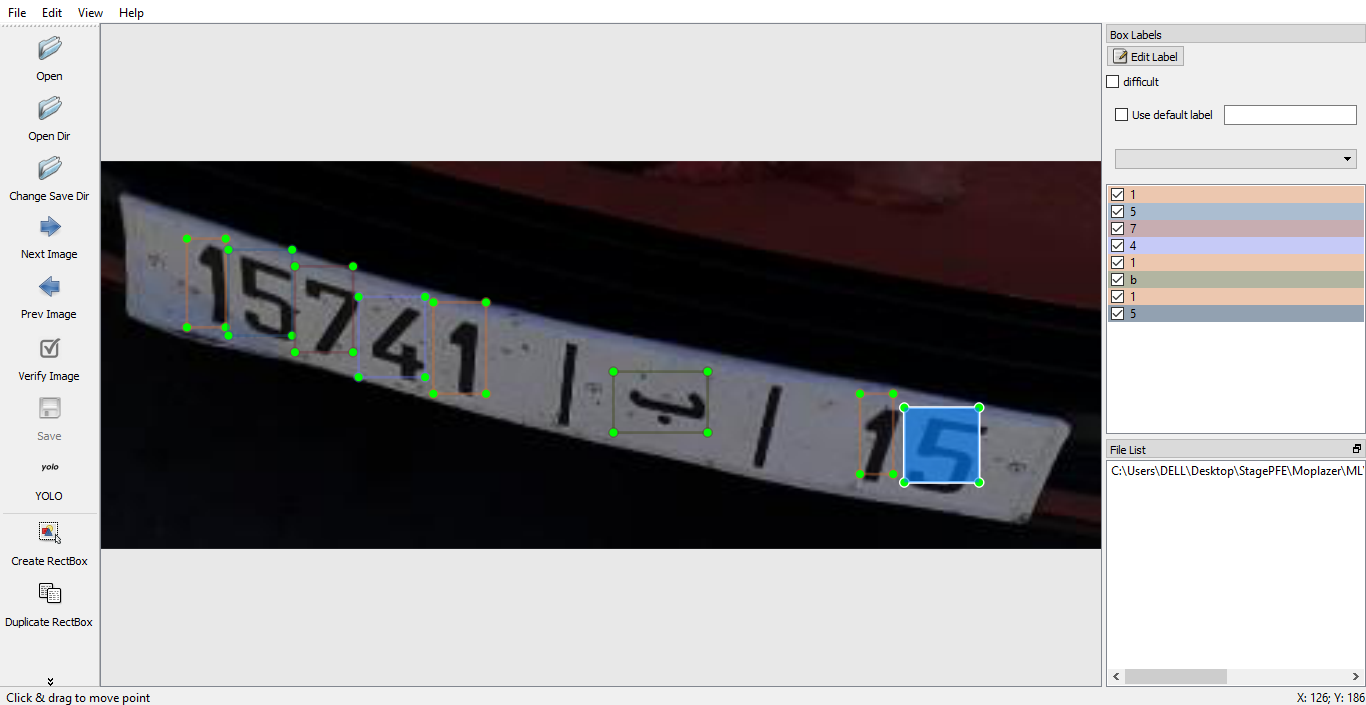 File Edit View Help
Open
Open Dir
Change Save Dir
Next Image
Prev Image
Verify Image
Save
yolo
YOLO
Create RectBox
Duplicate RectBox
15741 | ب | 15
Box Labels
Edit Label
difficult
Use default label
1
5
7
4
1
b
1
5
File List
C:\Users\DELL\Desktop\StagePFE\Moplazer\ML
Click & drag to move point
X: 126; Y: 186